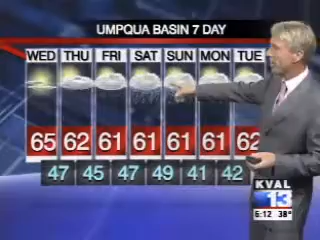 UMPQUA BASIN 7 DAY
WED THU FRI SAT SUN MON TUE
65 62 61 61 61 61 62
47 45 47 49 41 42
KVAL
13
6:12 38°